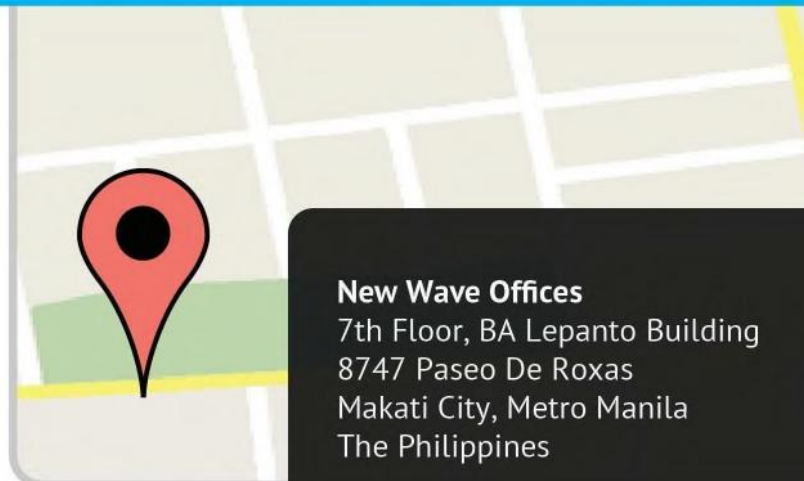 New Wave Offices
7th Floor, BA Lepanto Building
8747 Paseo De Roxas
Makati City, Metro Manila
The Philippines